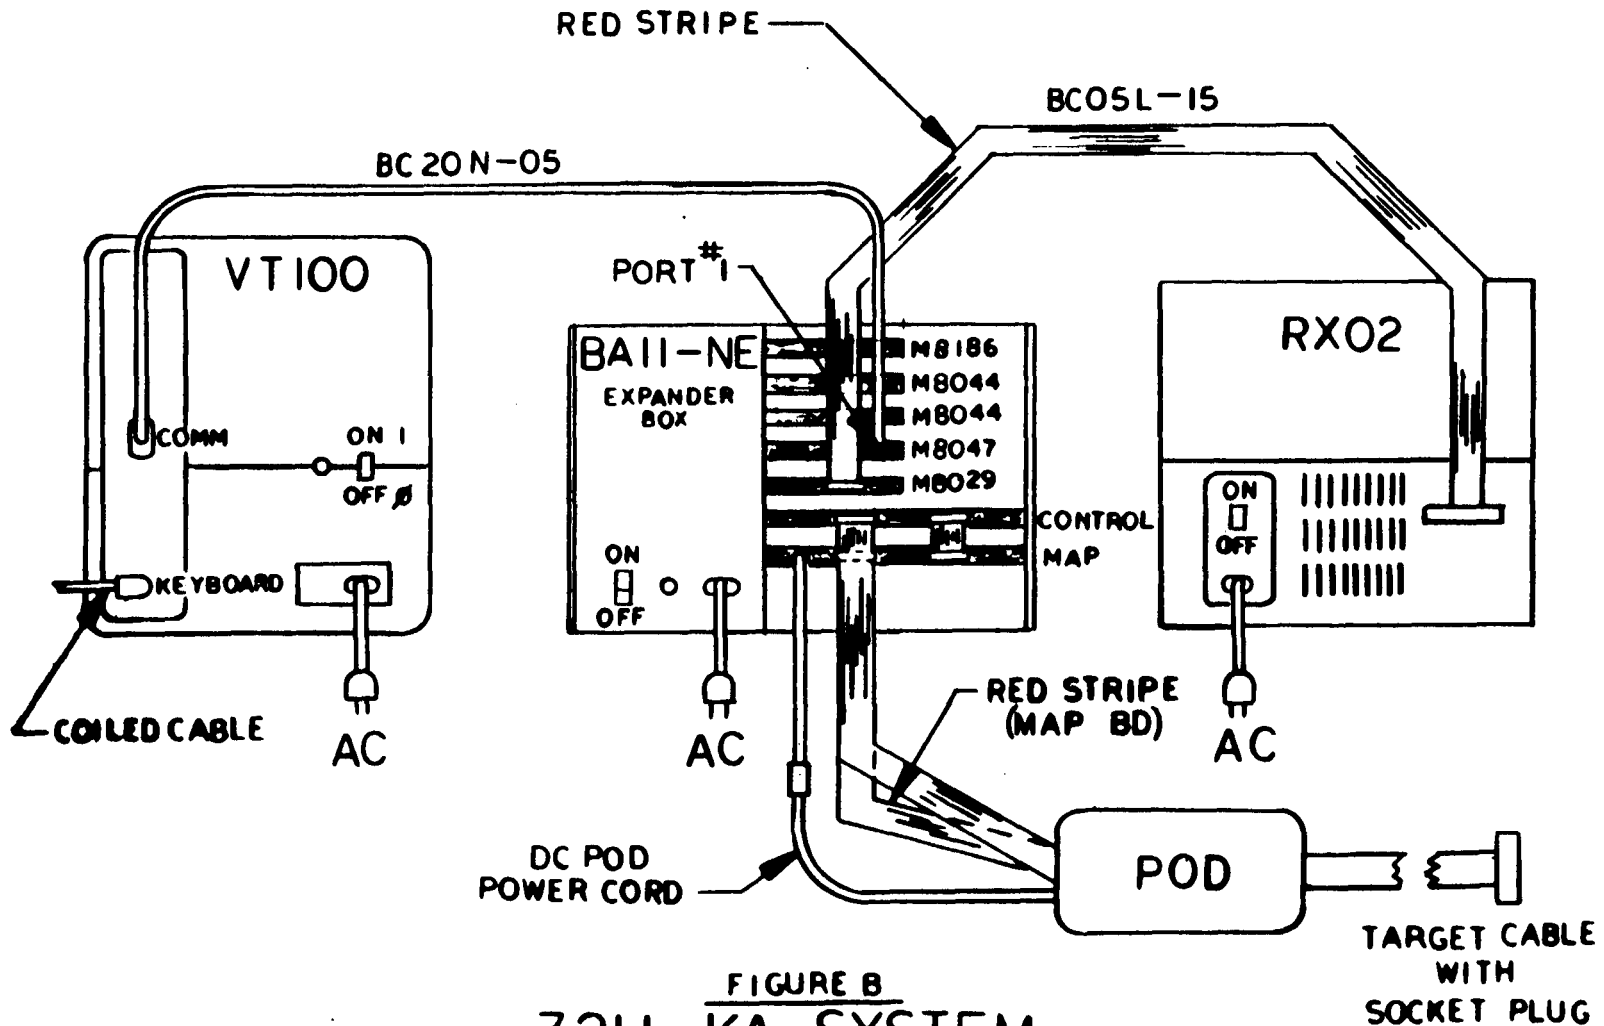 RED STRIPE
BC05L-15
BC20N-05
VT100
PORT #1
COMM
ON 1
OFF Ø
KEYBOARD
COILED CABLE
AC
BA11-NE
EXPANDER
BOX
M8186
M8044
M8044
M8047
M8029
CONTROL
MAP
ON
OFF
AC
RX02
ON
OFF
AC
RED STRIPE
(MAP BD)
DC POD
POWER CORD
POD
TARGET CABLE
WITH
SOCKET PLUG
FIGURE B
KA SYSTEM